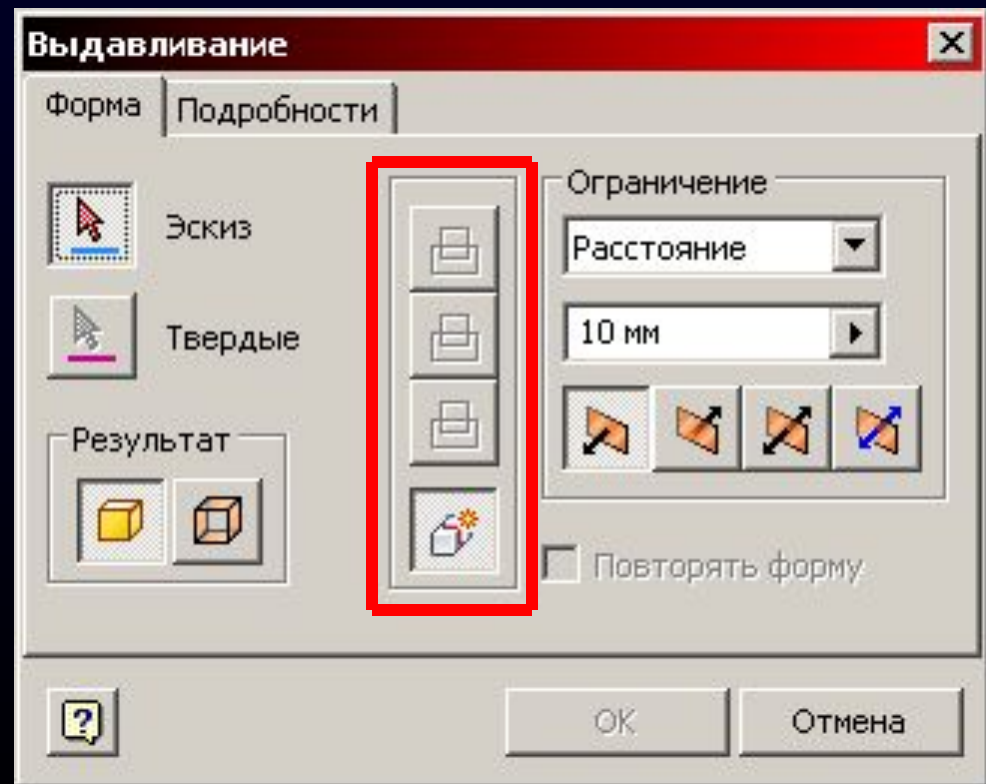 Выдавливание
Форма
Подробности
Эскиз
Твердые
Результат
Ограничение
Расстояние
10 мм
Повторять форму
?
OK
Отмена